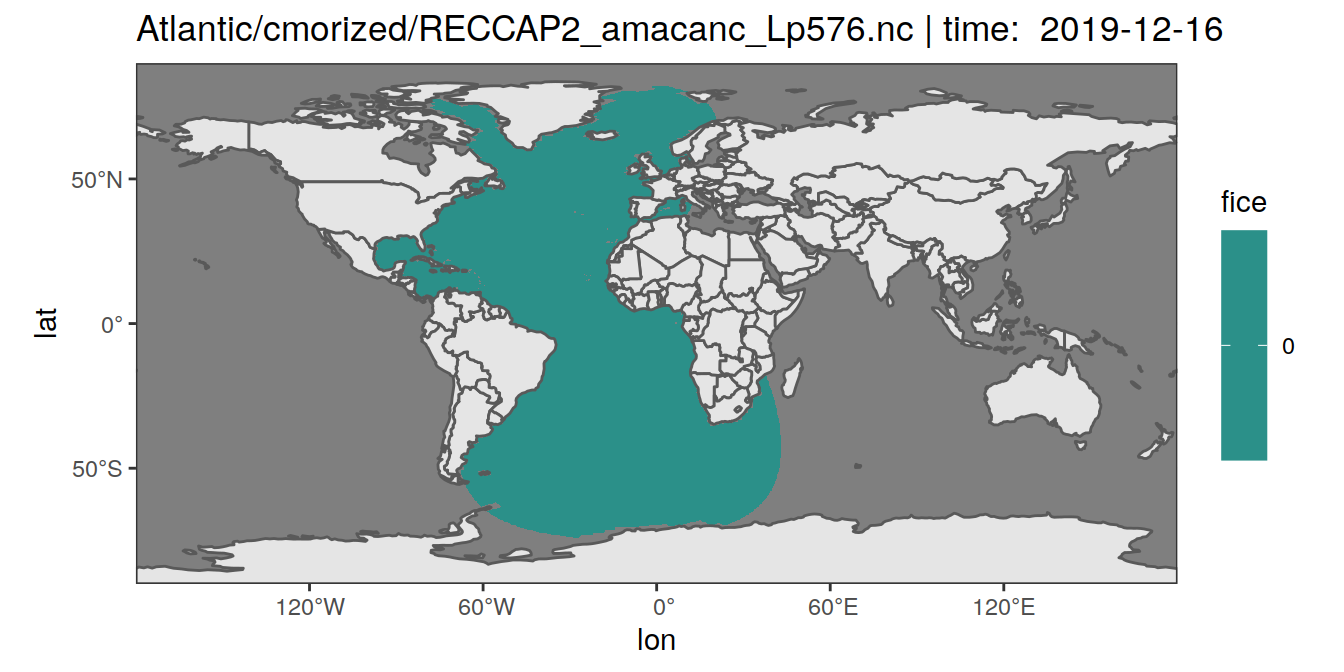 Atlantic/cmorized/RECCAP2_amacanc_Lp576.nc | time:  2019-12-16
fice
50°N
0°
50°S
lat
0
120°W 60°W 0° 60°E 120°E
lon